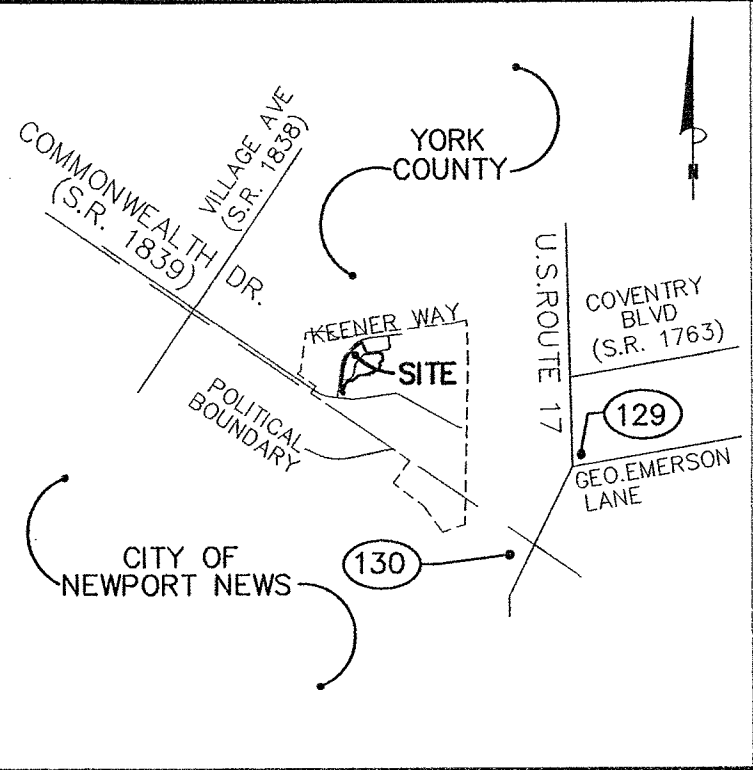 YORK
COUNTY
VILLAGE AVE
(S.R. 1838)
COMMONWEALTH DR.
(S.R. 1839)
N
U.S.ROUTE 17
COVENTRY
BLVD
(S.R. 1763)
KEENER WAY
SITE
129
POLITICAL
BOUNDARY
GEO.EMERSON
LANE
130
CITY OF
NEWPORT NEWS